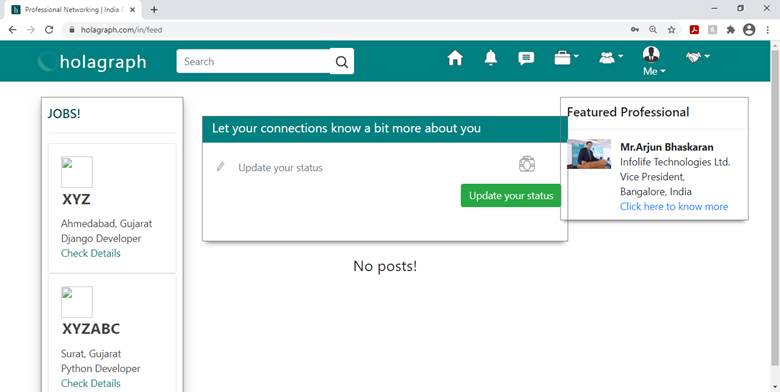 Professional Networking | India
holagraph.com/in/feed
holagraph
Search
Me
JOBS!
XYZ
Ahmedabad, Gujarat
Django Developer
Check Details
XYZABC
Surat, Gujarat
Python Developer
Check Details
Let your connections know a bit more about you
Update your status
Update your status
No posts!
Featured Professional
Mr.Arjun Bhaskaran
Infolife Technologies Ltd.
Vice President,
Bangalore, India
Click here to know more